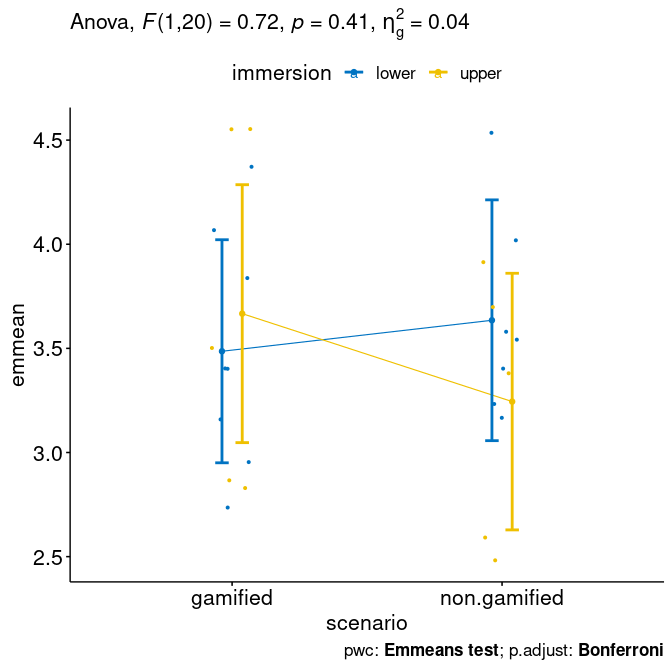 Anova, F(1,20) = 0.72, p = 0.41, η²g = 0.04
immersion a lower a upper
4.5
4.0
3.5
3.0
2.5
emmean
gamified non.gamified
scenario
pwc: Emmeans test; p.adjust: Bonferroni